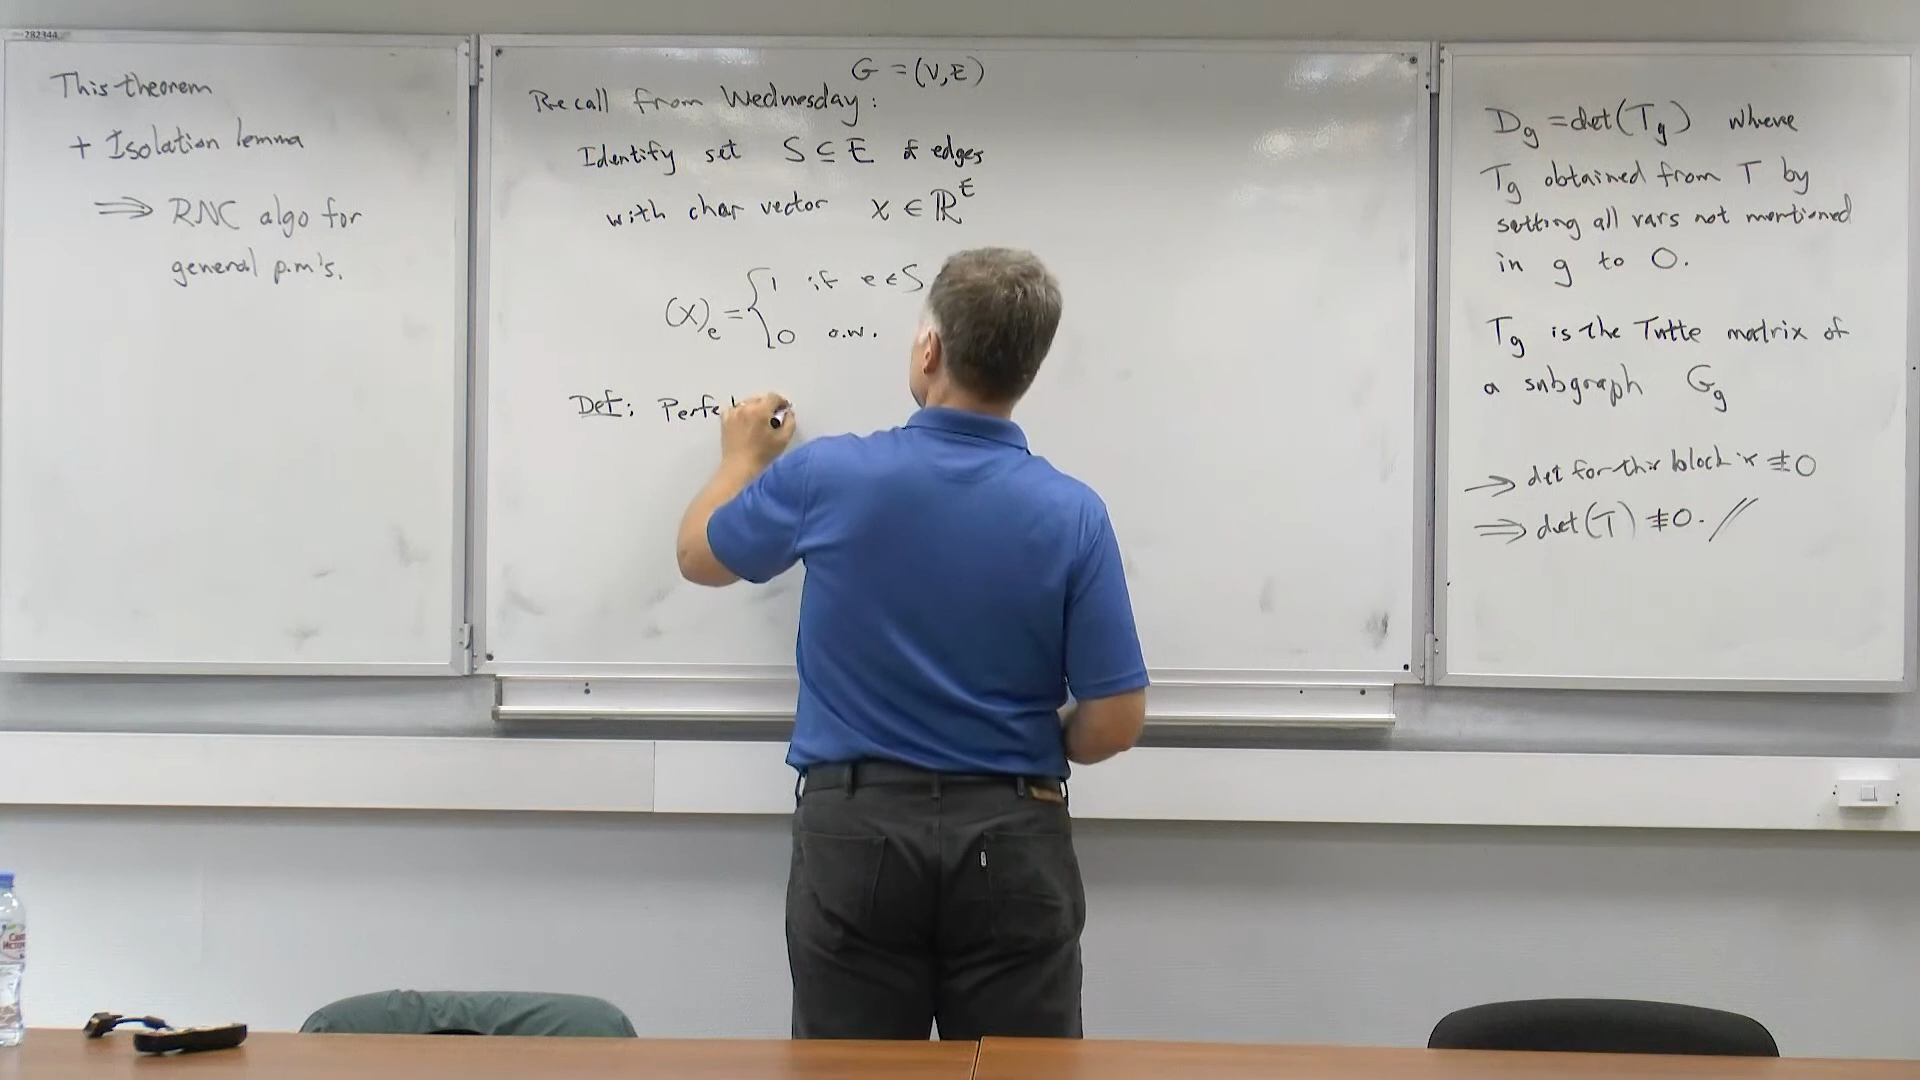 282344
This theorem
+ Isolation lemma
⟹ RNC algo for
general p.m's.
G = (V,E)
Recall from Wednesday:
Identify set S ⊆ E of edges
with char vector x ∈ ℝ^E
(x)_e = { 1 if e ∈ S
0 o.w.
Def: Perfe
D_g = det(T_g) where
T_g obtained from T by
setting all vars not mentioned
in g to 0.
T_g is the Tutte matrix of
a subgraph G_g
→ det for this block is ≢ 0
⟹ det(T) ≢ 0. //